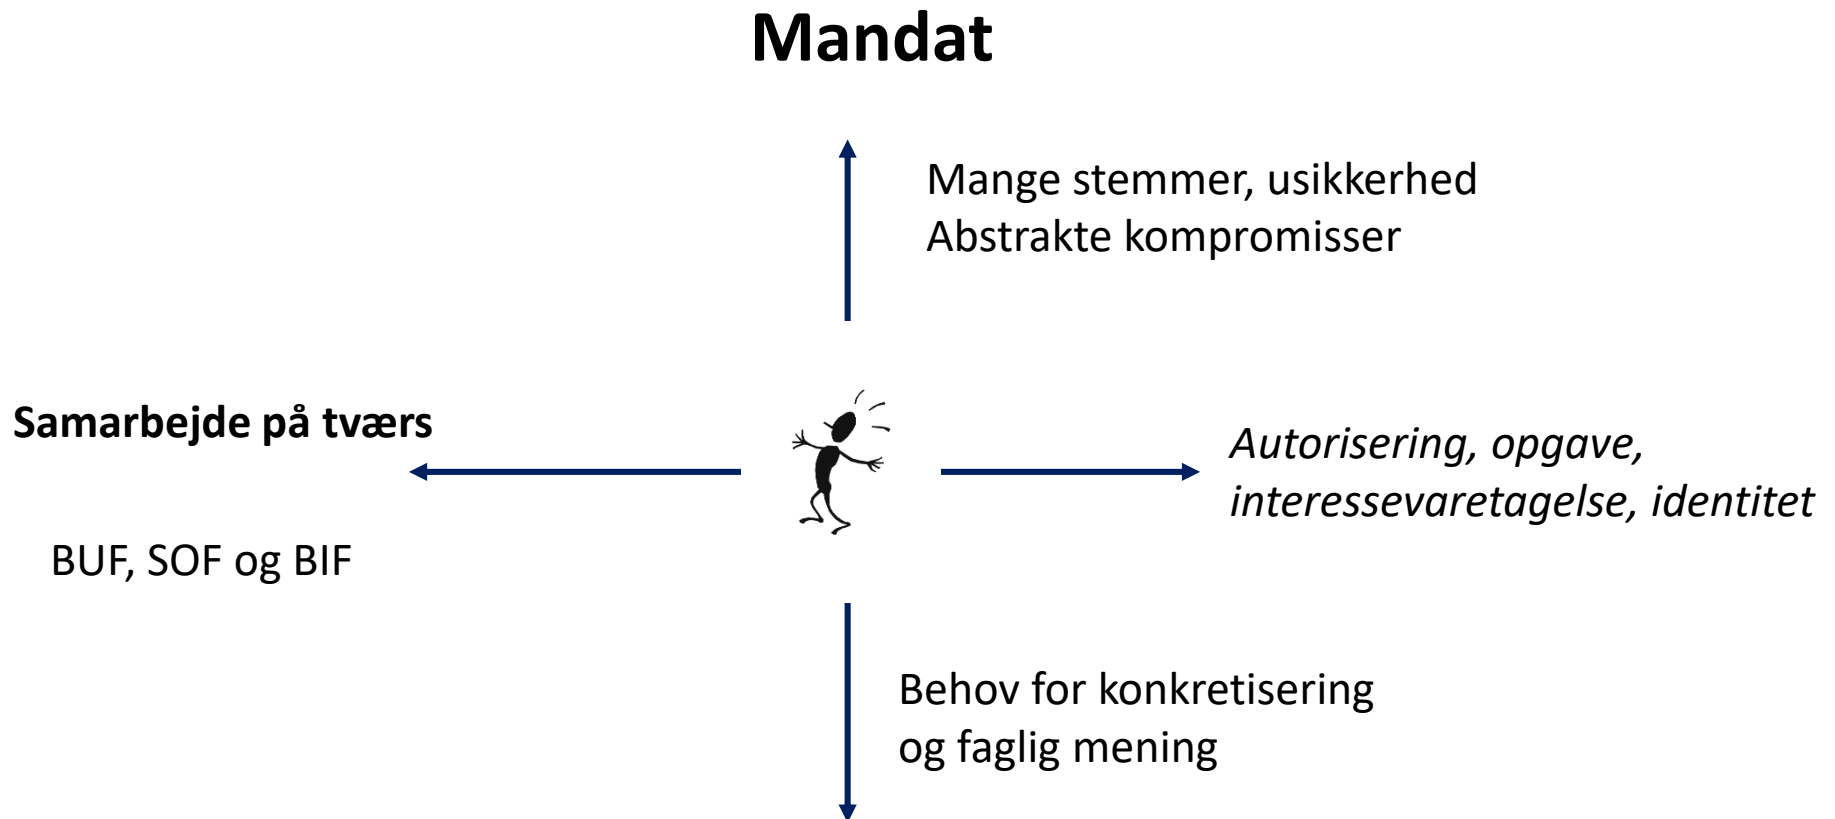 Mandat
Mange stemmer, usikkerhed
Abstrakte kompromisser
Samarbejde på tværs
BUF, SOF og BIF
Autorisering, opgave,
interessevaretagelse, identitet
Behov for konkretisering
og faglig mening